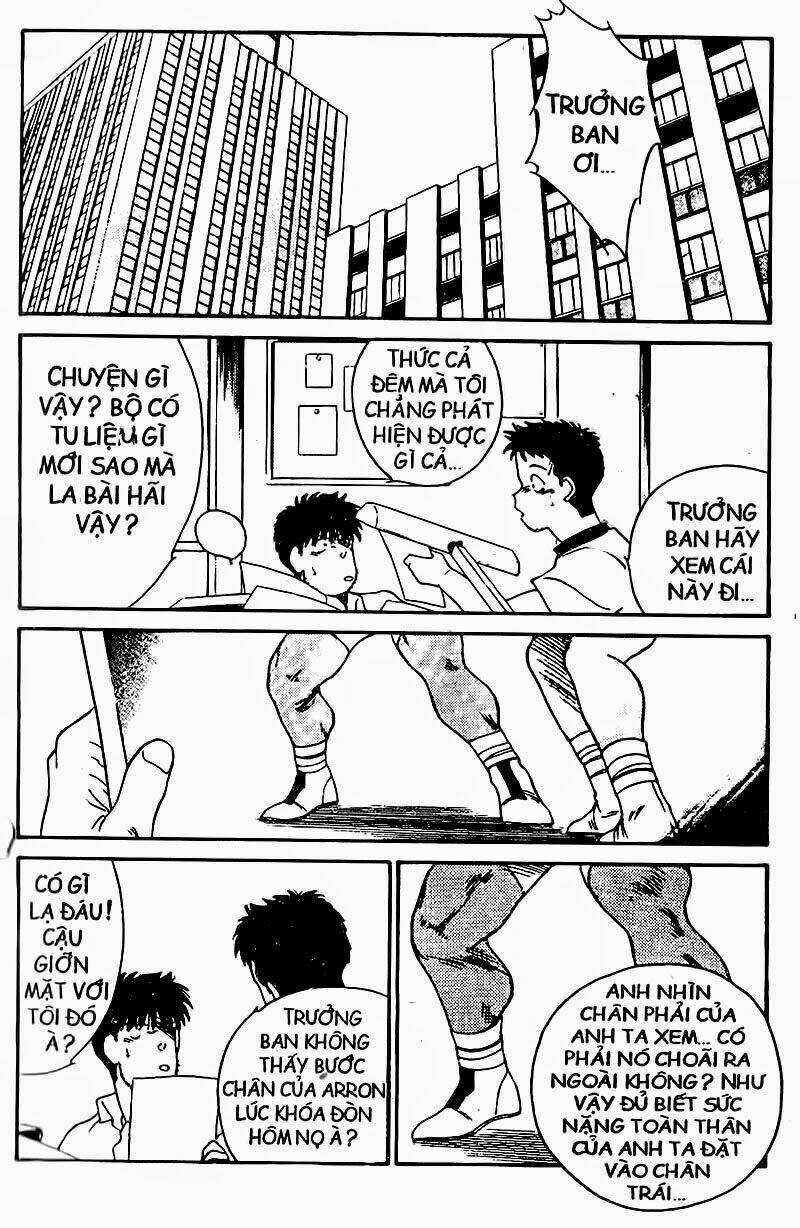 TRƯỞNG
BAN
ƠI...
CHUYỆN GÌ
VẬY? BỘ CÓ
TU LIỆU GÌ
MỚI SAO MÀ
LA BÀI HÃI
VẬY?
THỨC CẢ
ĐÊM MÀ TÔI
CHẲNG PHÁT
HIỆN ĐƯỢC
GÌ CẢ...
TRƯỞNG
BAN HÃY
XEM CÁI
NÀY ĐI...
CÓ GÌ
LẠ ĐÂU!
CẬU
GIỠN
MẶT VỚI
TÔI ĐÓ
À?
TRƯỞNG
BAN KHÔNG
THẤY BƯỚC
CHÂN CỦA ARRON
LÚC KHÓA ĐÒN
HÔM NỌ À?
ANH NHÌN
CHÂN PHẢI CỦA
ANH TA XEM... CÓ
PHẢI NÓ CHOÃI RA
NGOÀI KHÔNG? NHƯ
VẬY ĐỦ BIẾT SỨC
NẶNG TOÀN THÂN
CỦA ANH TA ĐẶT
VÀO CHÂN
TRÁI...